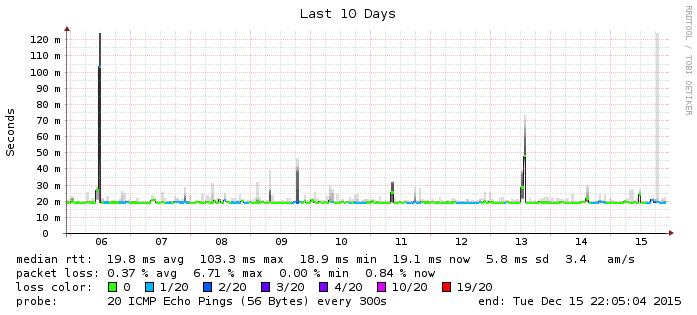 Last 10 Days
RRDTOOL / TOBI OETIKER
Seconds
120 m
110 m
100 m
90 m
80 m
70 m
60 m
50 m
40 m
30 m
20 m
10 m
0
06 07 08 09 10 11 12 13 14 15
median rtt: 19.8 ms avg 103.3 ms max 18.9 ms min 19.1 ms now 5.8 ms sd 3.4 am/s
packet loss: 0.37 % avg 6.71 % max 0.00 % min 0.84 % now
loss color: 0 1/20 2/20 3/20 4/20 10/20 19/20
probe: 20 ICMP Echo Pings (56 Bytes) every 300s end: Tue Dec 15 22:05:04 2015